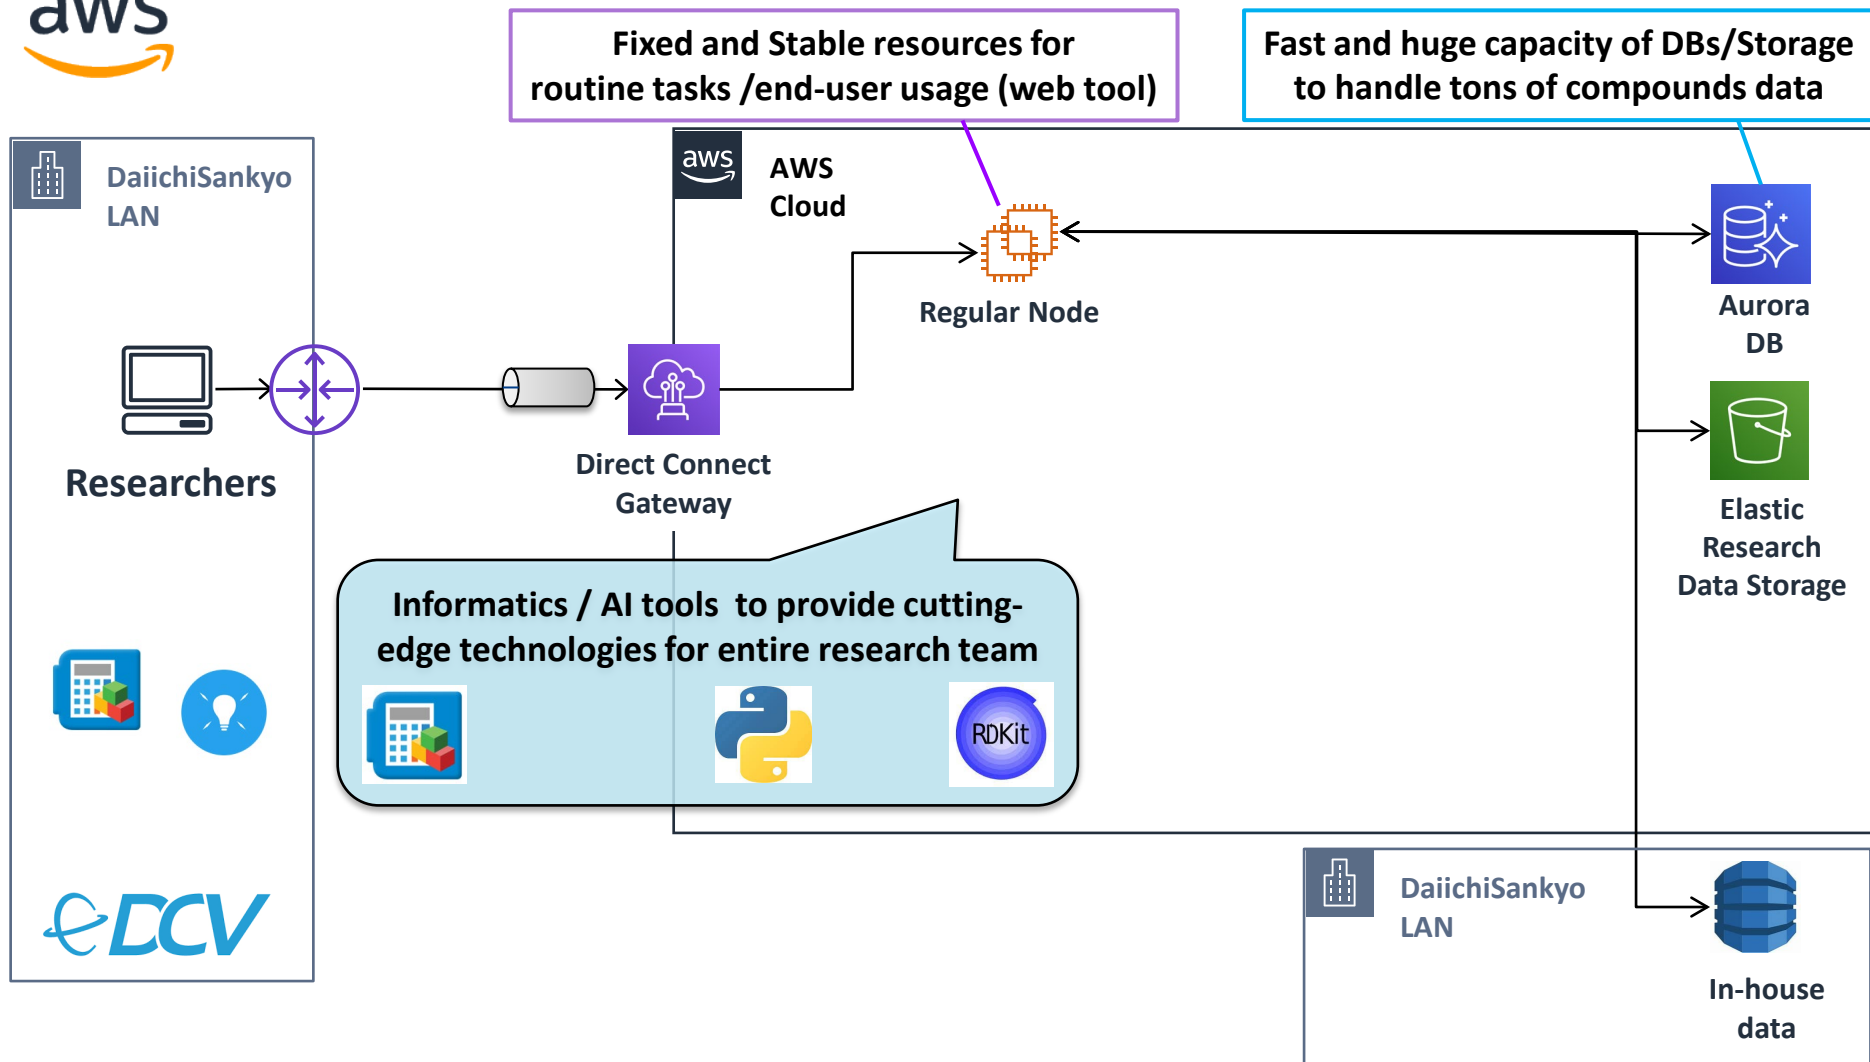 aws
Fixed and Stable resources for
routine tasks /end-user usage (web tool)
Fast and huge capacity of DBs/Storage
to handle tons of compounds data
DaiichiSankyo
LAN
aws
AWS
Cloud
Regular Node
Aurora
DB
Researchers
Direct Connect
Gateway
Elastic
Research
Data Storage
Informatics / AI tools  to provide cutting-
edge technologies for entire research team
RDKit
DCV
DaiichiSankyo
LAN
In-house
data